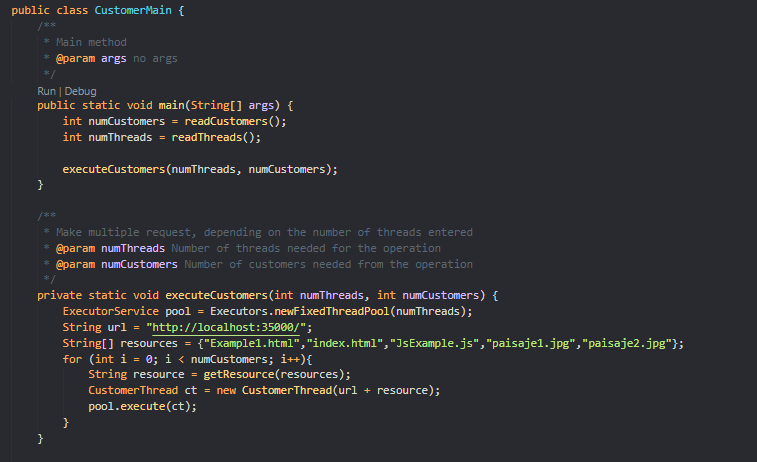 public class CustomerMain {
/**
* Main method
* @param args no args
*/
Run | Debug
public static void main(String[] args) {
int numCustomers = readCustomers();
int numThreads = readThreads();
executeCustomers(numThreads, numCustomers);
}
/**
* Make multiple request, depending on the number of threads entered
* @param numThreads Number of threads needed for the operation
* @param numCustomers Number of customers needed from the operation
*/
private static void executeCustomers(int numThreads, int numCustomers) {
ExecutorService pool = Executors.newFixedThreadPool(numThreads);
String url = "http://localhost:35000/";
String[] resources = {"Example1.html","index.html","JsExample.js","paisaje1.jpg","paisaje2.jpg"};
for (int i = 0; i < numCustomers; i++){
String resource = getResource(resources);
CustomerThread ct = new CustomerThread(url + resource);
pool.execute(ct);
}
}